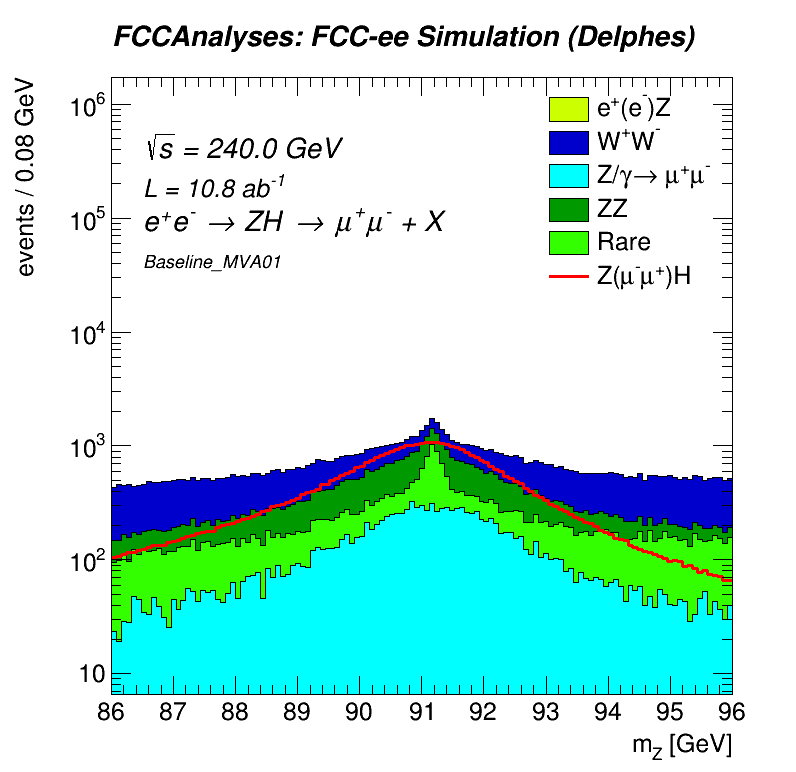 FCCAnalyses: FCC-ee Simulation (Delphes)
events / 0.08 GeV
√s = 240.0 GeV
L = 10.8 ab⁻¹
e⁺e⁻ → ZH → μ⁺μ⁻ + X
Baseline_MVA01
e⁺(e⁻)Z
W⁺W⁻
Z/γ→ μ⁺μ⁻
ZZ
Rare
Z(μ⁻μ⁺)H
10⁶
10⁵
10⁴
10³
10²
10
86 87 88 89 90 91 92 93 94 95 96
m_Z [GeV]